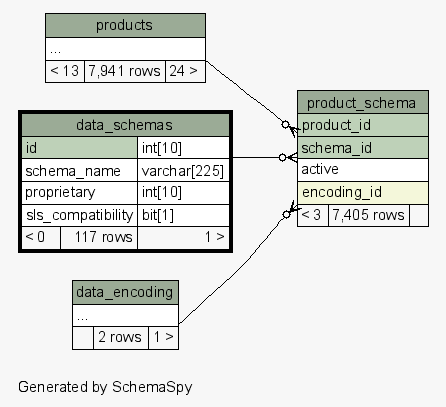 products
...
< 13 7,941 rows 24 >
data_schemas
id int[10]
schema_name varchar[225]
proprietary int[10]
sls_compatibility bit[1]
< 0 117 rows 1 >
data_encoding
...
2 rows 1 >
product_schema
product_id
schema_id
active
encoding_id
< 3 7,405 rows
Generated by SchemaSpy